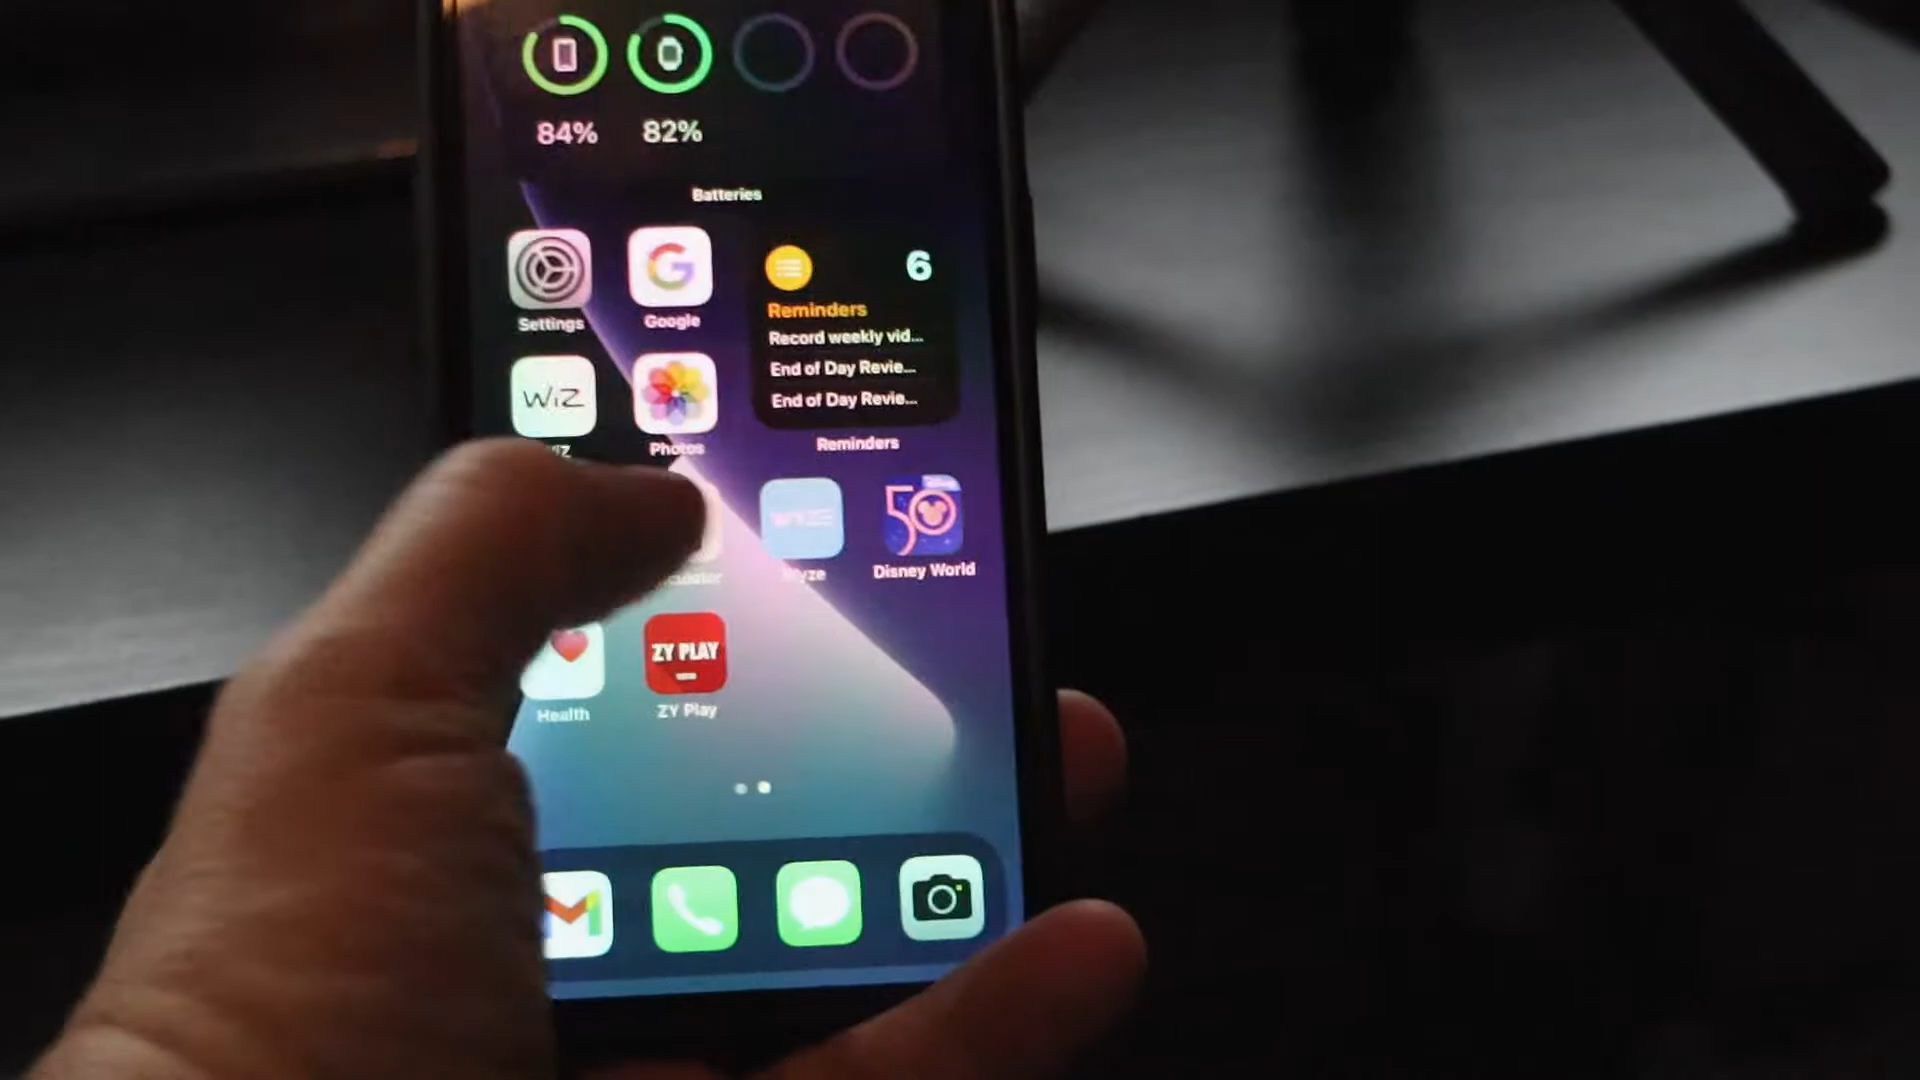 84% 82%
Batteries
6
Reminders
Record weekly vid...
End of Day Revie...
End of Day Revie...
Reminders
Settings Google
WiZ
Photos
50
Disney World
ZY PLAY
Health ZY Play